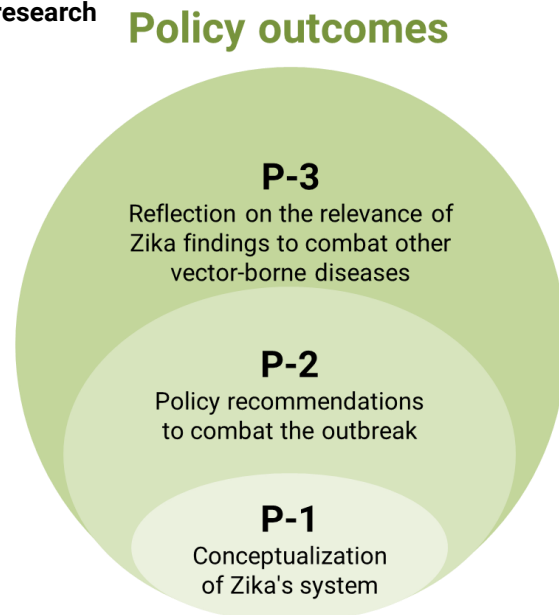 research
Policy outcomes
P-3
Reflection on the relevance of
Zika findings to combat other
vector-borne diseases
P-2
Policy recommendations
to combat the outbreak
P-1
Conceptualization
of Zika's system